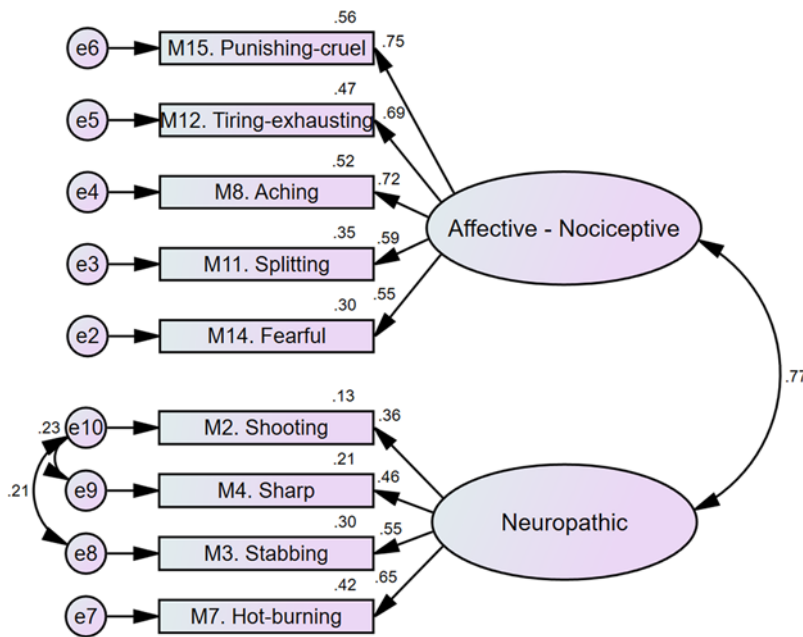 .56
e6 M15. Punishing-cruel .75
.47
e5 M12. Tiring-exhausting .69
.52
e4 M8. Aching .72
Affective - Nociceptive
.35
e3 M11. Splitting .59
.30
e2 M14. Fearful .55
.77
.13
.23 e10 M2. Shooting .36
.21
.21 e9 M4. Sharp .46
.30
e8 M3. Stabbing .55
Neuropathic
.42
e7 M7. Hot-burning .65